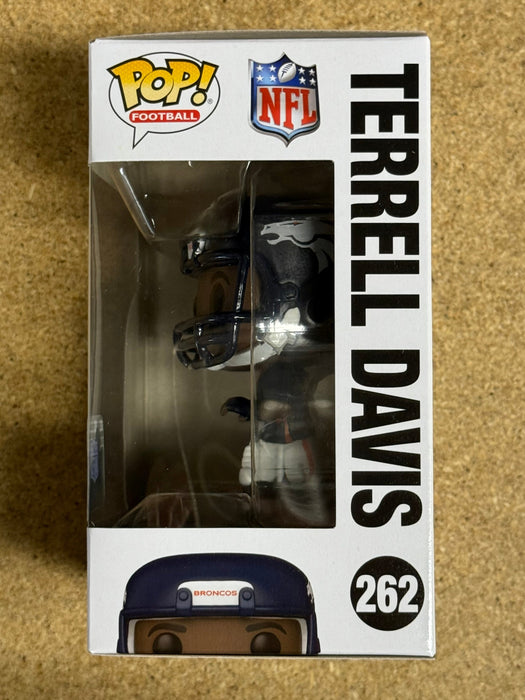 POP!
FOOTBALL
NFL
TERRELL DAVIS
262
BRONCOS